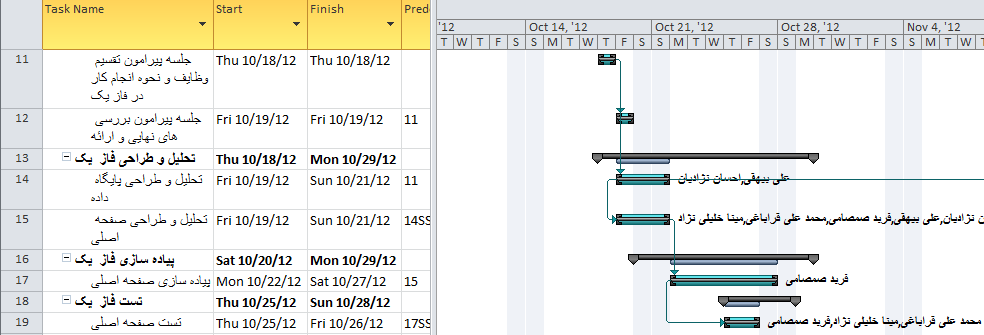 Task Name Start Finish Prede
'12 Oct 14, '12 Oct 21, '12 Oct 28, '12 Nov 4, '12
T W T F S S M T W T F S S M T W T F S S M T W T F S S M T W T
11 جلسه پیرامون تقسیم Thu 10/18/12 Thu 10/18/12
وظایف و نحوه انجام کار
در فاز یک
12 جلسه پیرامون بررسی Fri 10/19/12 Fri 10/19/12 11
های نهایی و ارائه
13 تحلیل و طراحی فاز یک Thu 10/18/12 Mon 10/29/12
14 تحلیل و طراحی پایگاه Fri 10/19/12 Sun 10/21/12 11 علی بیهقی,احسان نژادیان
داده
15 تحلیل و طراحی صفحه Fri 10/19/12 Sun 10/21/12 14SS ن نژادیان,علی بیهقی,فرید صمصامی,محمد علی قراباغی,مینا خلیلی نژاد
اصلی
16 پیاده سازی فاز یک Sat 10/20/12 Mon 10/29/12
17 پیاده سازی صفحه اصلی Mon 10/22/12 Sat 10/27/12 15 فرید صمصامی
18 تست فاز یک Thu 10/25/12 Sun 10/28/12
19 تست صفحه اصلی Thu 10/25/12 Fri 10/26/12 17SS محمد علی قراباغی,مینا خلیلی نژاد,فرید صمصامی